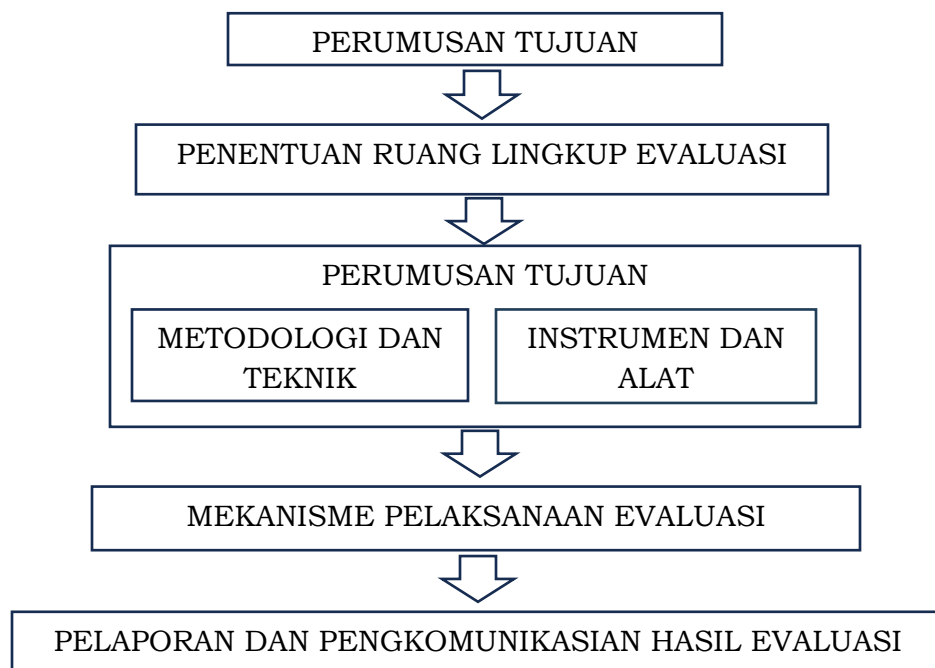 PERUMUSAN TUJUAN
PENENTUAN RUANG LINGKUP EVALUASI
PERUMUSAN TUJUAN
METODOLOGI DAN
TEKNIK
INSTRUMEN DAN
ALAT
MEKANISME PELAKSANAAN EVALUASI
PELAPORAN DAN PENGKOMUNIKASIAN HASIL EVALUASI